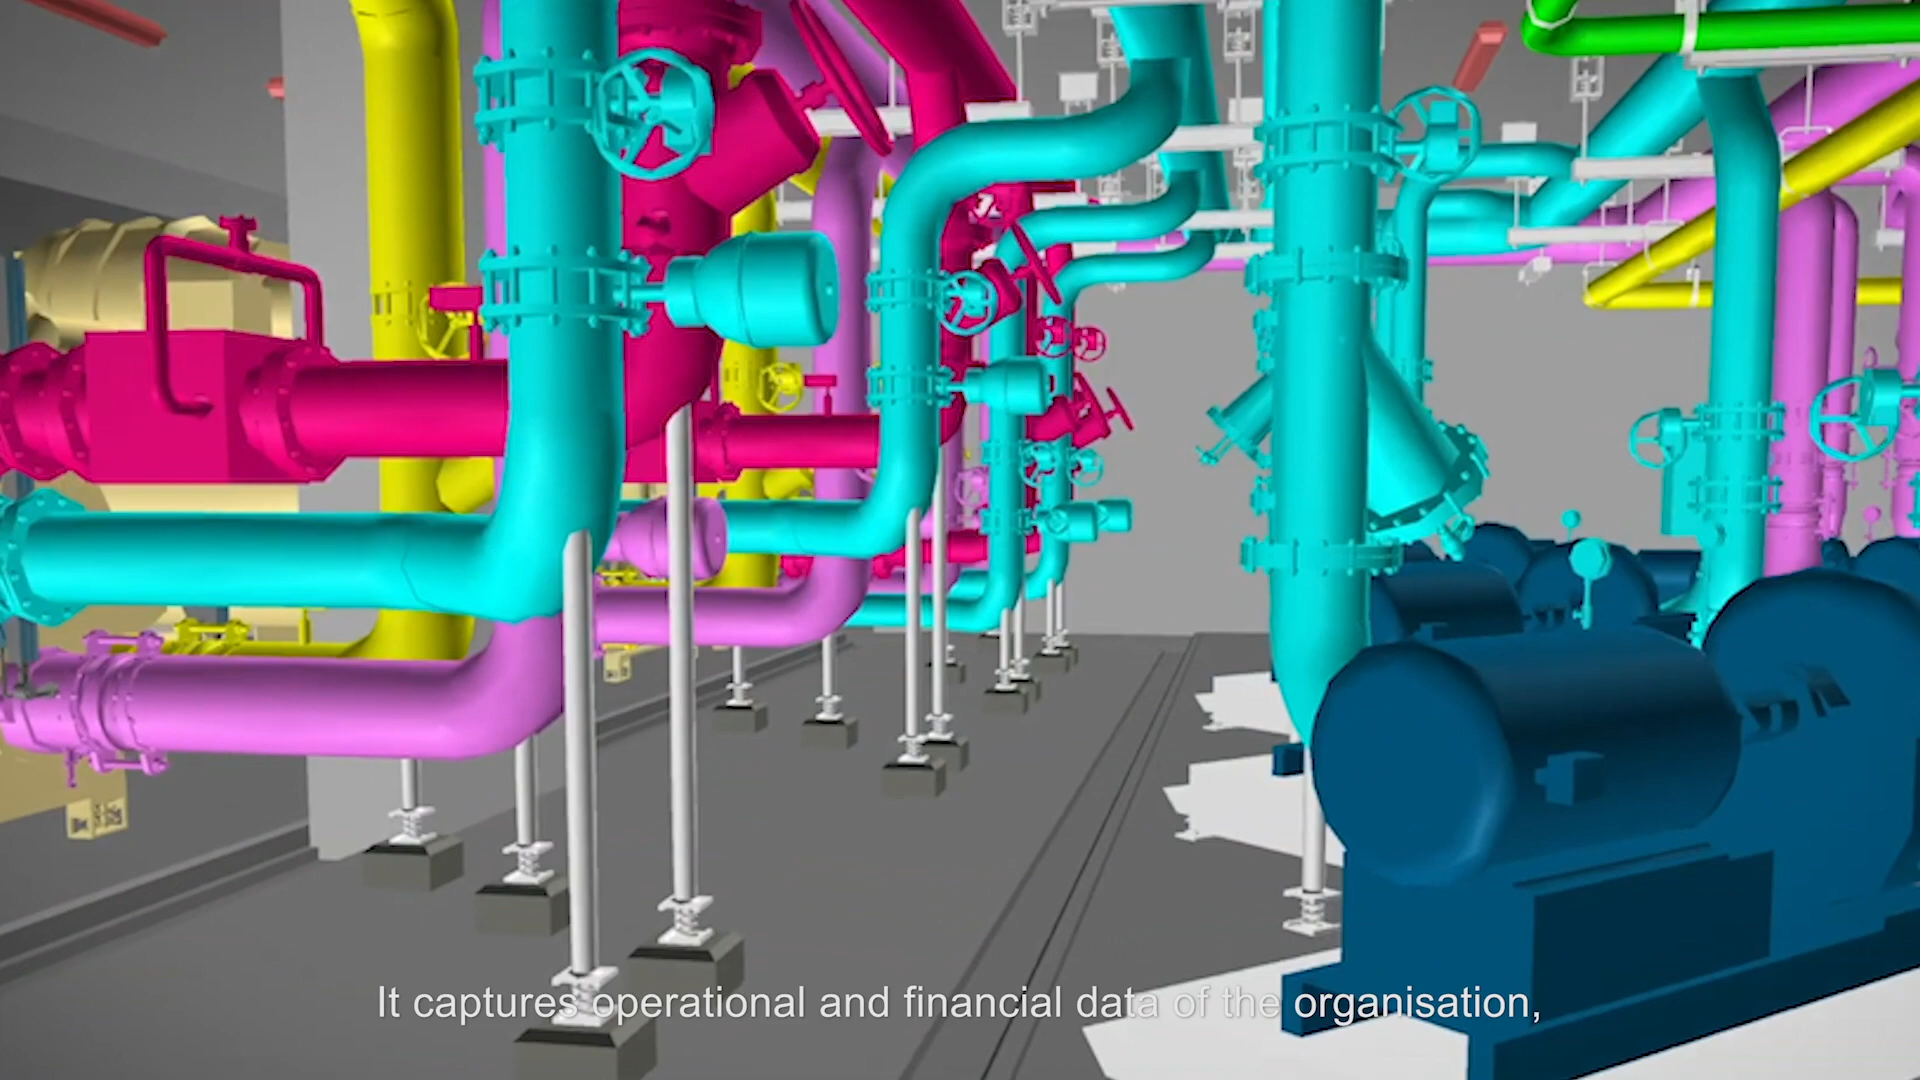 It captures operational and financial data of the organisation,